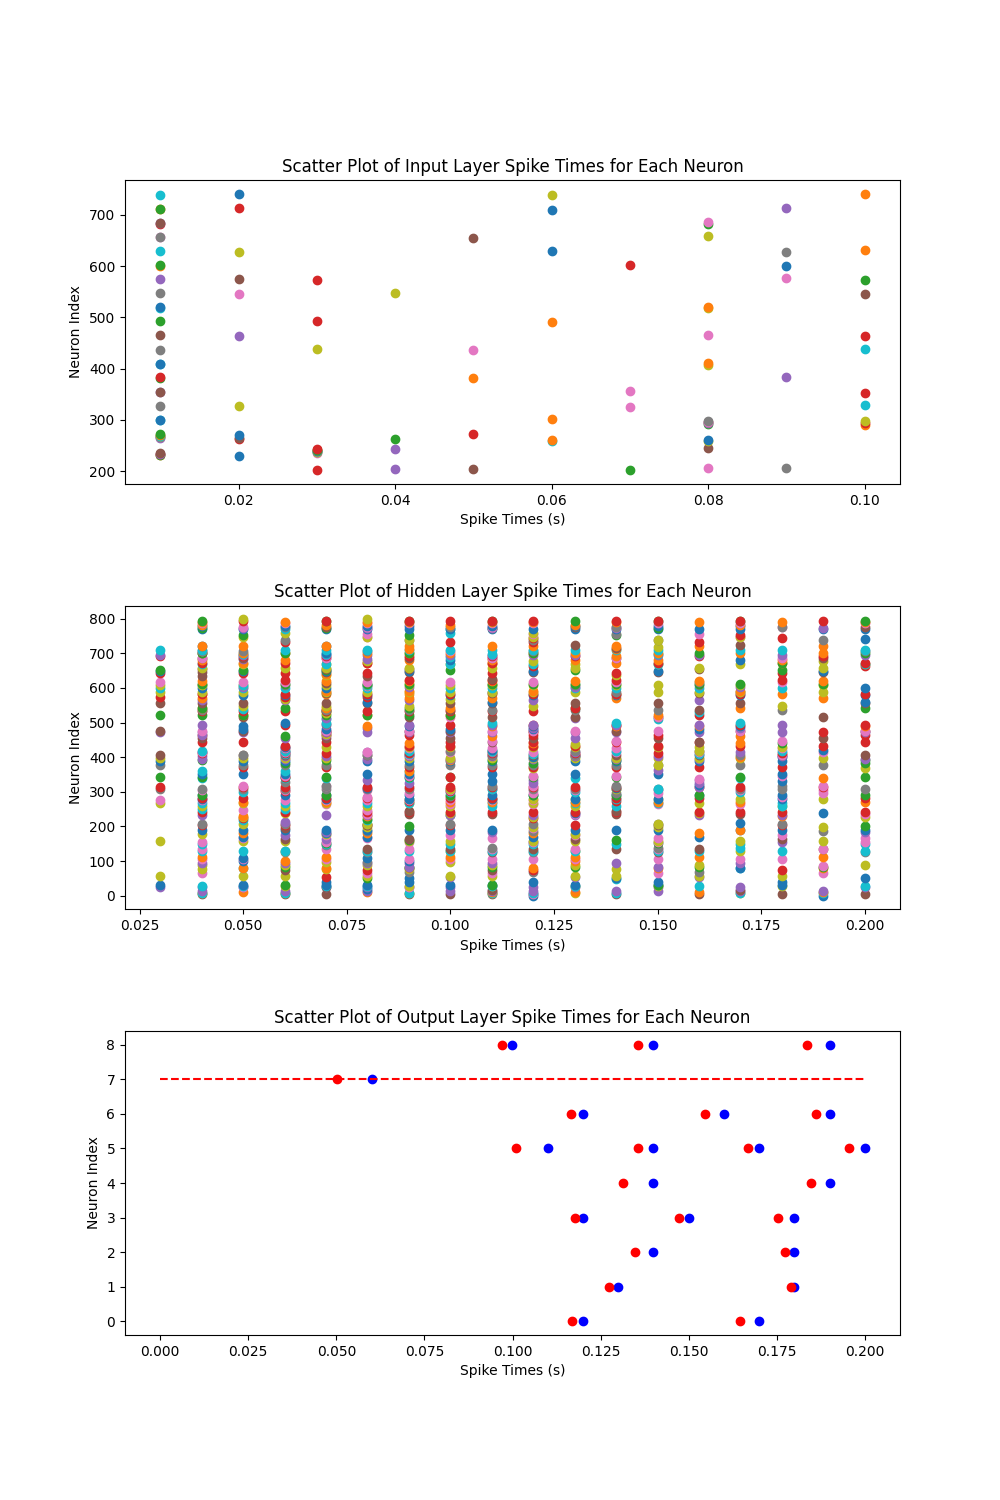 Scatter Plot of Input Layer Spike Times for Each Neuron
Neuron Index
700
600
500
400
300
200
0.02 0.04 0.06 0.08 0.10
Spike Times (s)
Scatter Plot of Hidden Layer Spike Times for Each Neuron
Neuron Index
800
700
600
500
400
300
200
100
0
0.025 0.050 0.075 0.100 0.125 0.150 0.175 0.200
Spike Times (s)
Scatter Plot of Output Layer Spike Times for Each Neuron
Neuron Index
8
7
6
5
4
3
2
1
0
0.000 0.025 0.050 0.075 0.100 0.125 0.150 0.175 0.200
Spike Times (s)